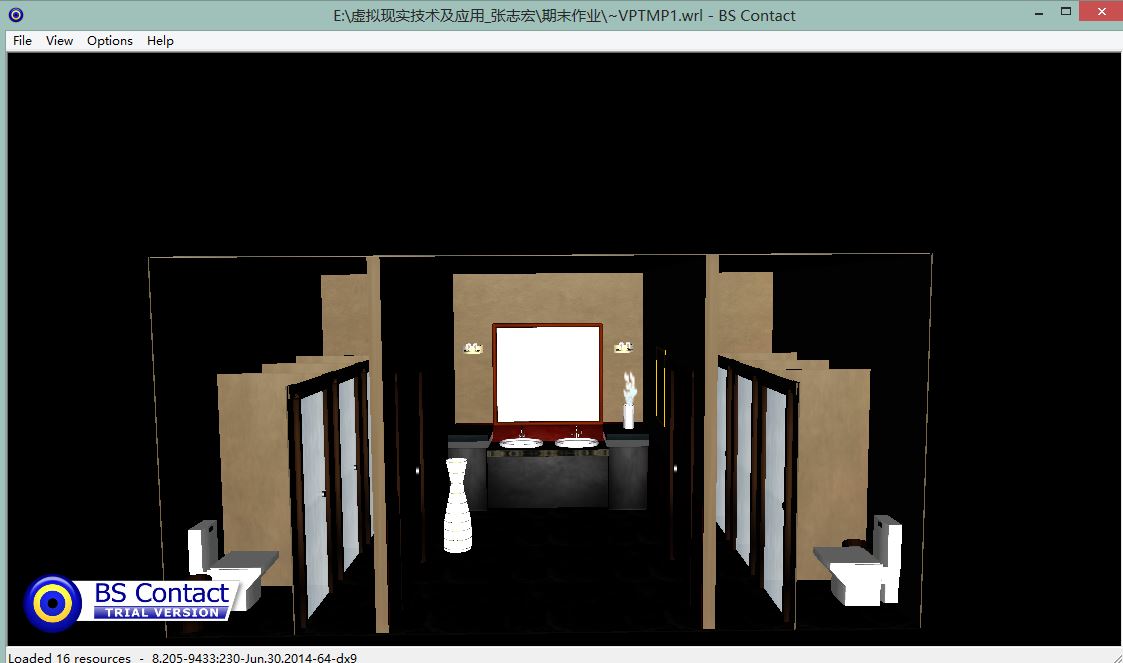 E:\虚拟现实技术及应用_张志宏\期末作业\~VPTMP1.wrl - BS Contact
File View Options Help
BS Contact
TRIAL VERSION
Loaded 16 resources - 8.205-9433:230-Jun.30.2014-64-dx9